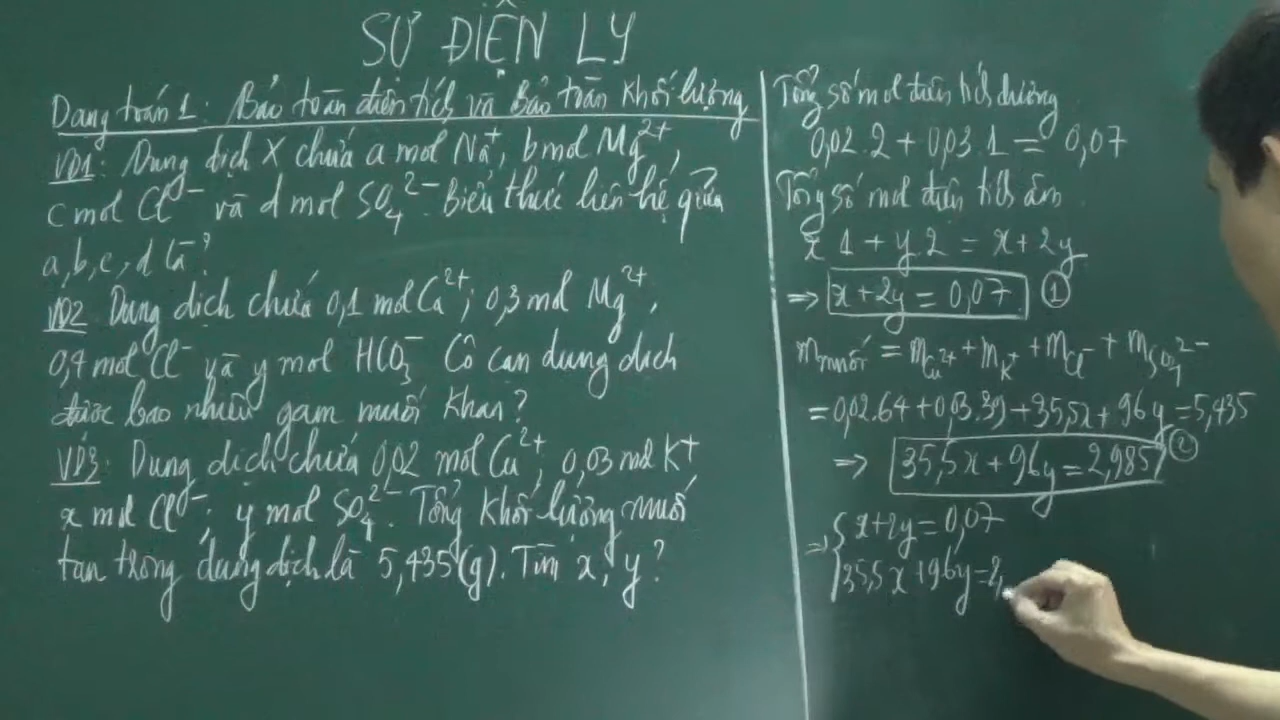 SỰ ĐIỆN LY
Dạng toán 1: Bảo toàn điện tích và Bảo toàn khối lượng
VD1: Dung dịch X chứa a mol Na⁺, b mol Mg²⁺,
c mol Cl⁻ và d mol SO₄²⁻. Biểu thức liên hệ giữa
a, b, c, d là?
VD2 Dung dịch chứa 0,1 mol Ca²⁺; 0,3 mol Mg²⁺,
0,4 mol Cl⁻ và y mol HCO₃⁻ Cô cạn dung dịch
được bao nhiêu gam muối khan?
VD3: Dung dịch chứa 0,02 mol Cu²⁺, 0,03 mol K⁺
x mol Cl⁻; y mol SO₄²⁻. Tổng khối lượng muối
tan trong dung dịch là 5,435(g). Tìm x, y?
Tổng số mol điện tích dương
0,02.2 + 0,03.1 = 0,07
Tổng số mol điện tích âm
x.1 + y.2 = x + 2y
⇒ x + 2y = 0,07 ①
m muối = mCu²⁺ + mK⁺ + mCl⁻ + mSO₄²⁻
= 0,02.64 + 0,03.39 + 35,5x + 96y = 5,435
⇒ 35,5x + 96y = 2,985 ②
⇒ { x + 2y = 0,07
35,5x + 96y = 2,